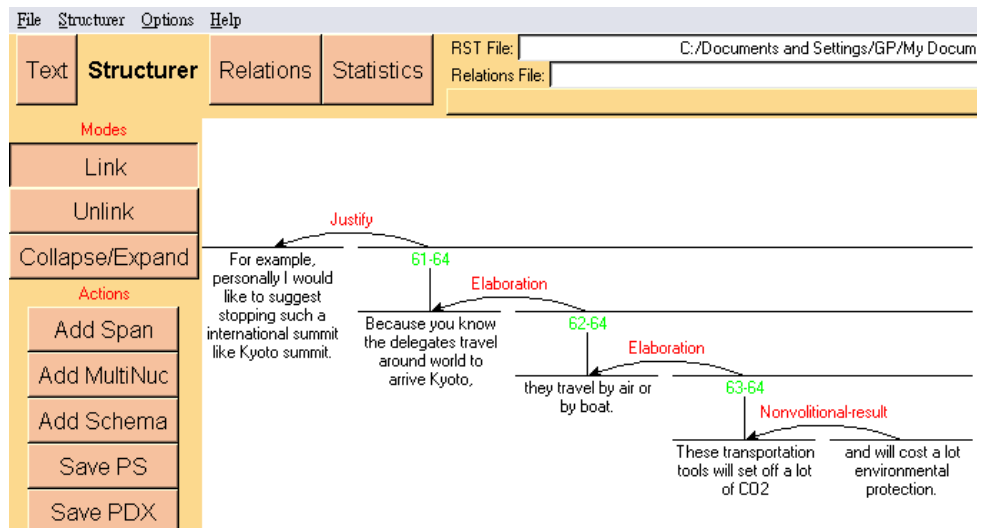 File Structurer Options Help
Text Structurer Relations Statistics
RST File: C:/Documents and Settings/GP/My Docum
Relations File:
Modes
Link
Unlink
Collapse/Expand
Actions
Add Span
Add MultiNuc
Add Schema
Save PS
Save PDX
Justify
61-64
For example,
personally I would
like to suggest
stopping such a
international summit
like Kyoto summit.
Elaboration
62-64
Because you know
the delegates travel
around world to
arrive Kyoto,
Elaboration
63-64
they travel by air or
by boat.
Nonvolitional-result
These transportation
tools will set off a lot
of CO2
and will cost a lot
environmental
protection.